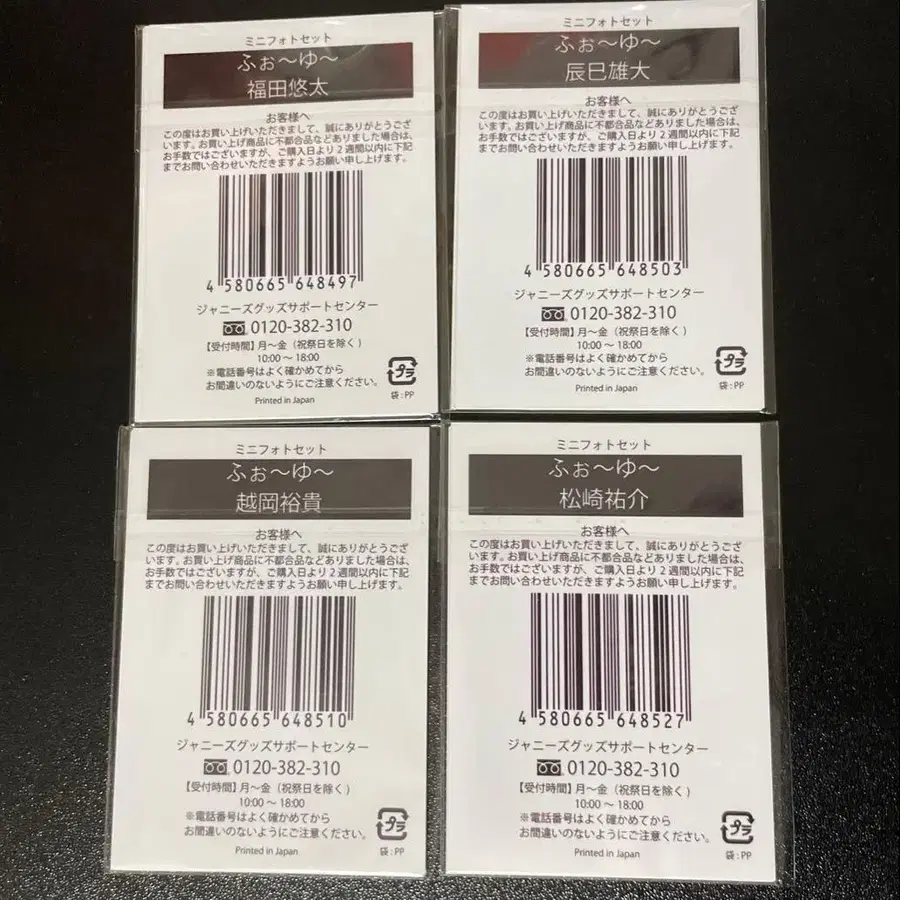 ミニフォトセット
ふぉ～ゆ～
福田悠太
お客様へ
この度はお買い上げいただきまして、誠にありがとうござ
います。お買い上げ商品に不都合品などありました場合は、
お手数ではございますが、ご購入日より2週間以内に下記
までお問い合わせいただきますようお願い申し上げます。
4 580665 648497
ジャニーズグッズサポートセンター
0120-382-310
【受付時間】月～金（祝祭日を除く）
10:00～18:00
※電話番号はよく確かめてから
お間違いのないようにご注意ください。
プラ
袋:PP
Printed in Japan
ミニフォトセット
ふぉ～ゆ～
辰巳雄大
お客様へ
この度はお買い上げいただきまして、誠にありがとうござ
います。お買い上げ商品に不都合品などありました場合は、
お手数ではございますが、ご購入日より2週間以内に下記
までお問い合わせいただきますようお願い申し上げます。
4 580665 648503
ジャニーズグッズサポートセンター
0120-382-310
【受付時間】月～金（祝祭日を除く）
10:00～18:00
※電話番号はよく確かめてから
お間違いのないようにご注意ください。
プラ
袋:PP
Printed in Japan
ミニフォトセット
ふぉ～ゆ～
越岡裕貴
お客様へ
この度はお買い上げいただきまして、誠にありがとうござ
います。お買い上げ商品に不都合品などありました場合は、
お手数ではございますが、ご購入日より2週間以内に下記
までお問い合わせいただきますようお願い申し上げます。
4 580665 648510
ジャニーズグッズサポートセンター
0120-382-310
【受付時間】月～金（祝祭日を除く）
10:00～18:00
※電話番号はよく確かめてから
お間違いのないようにご注意ください。
プラ
袋:PP
Printed in Japan
ミニフォトセット
ふぉ～ゆ～
松崎祐介
お客様へ
この度はお買い上げいただきまして、誠にありがとうござ
います。お買い上げ商品に不都合品などありました場合は、
お手数ではございますが、ご購入日より2週間以内に下記
までお問い合わせいただきますようお願い申し上げます。
4 580665 648527
ジャニーズグッズサポートセンター
0120-382-310
【受付時間】月～金（祝祭日を除く）
10:00～18:00
※電話番号はよく確かめてから
お間違いのないようにご注意ください。
プラ
袋:PP
Printed in Japan